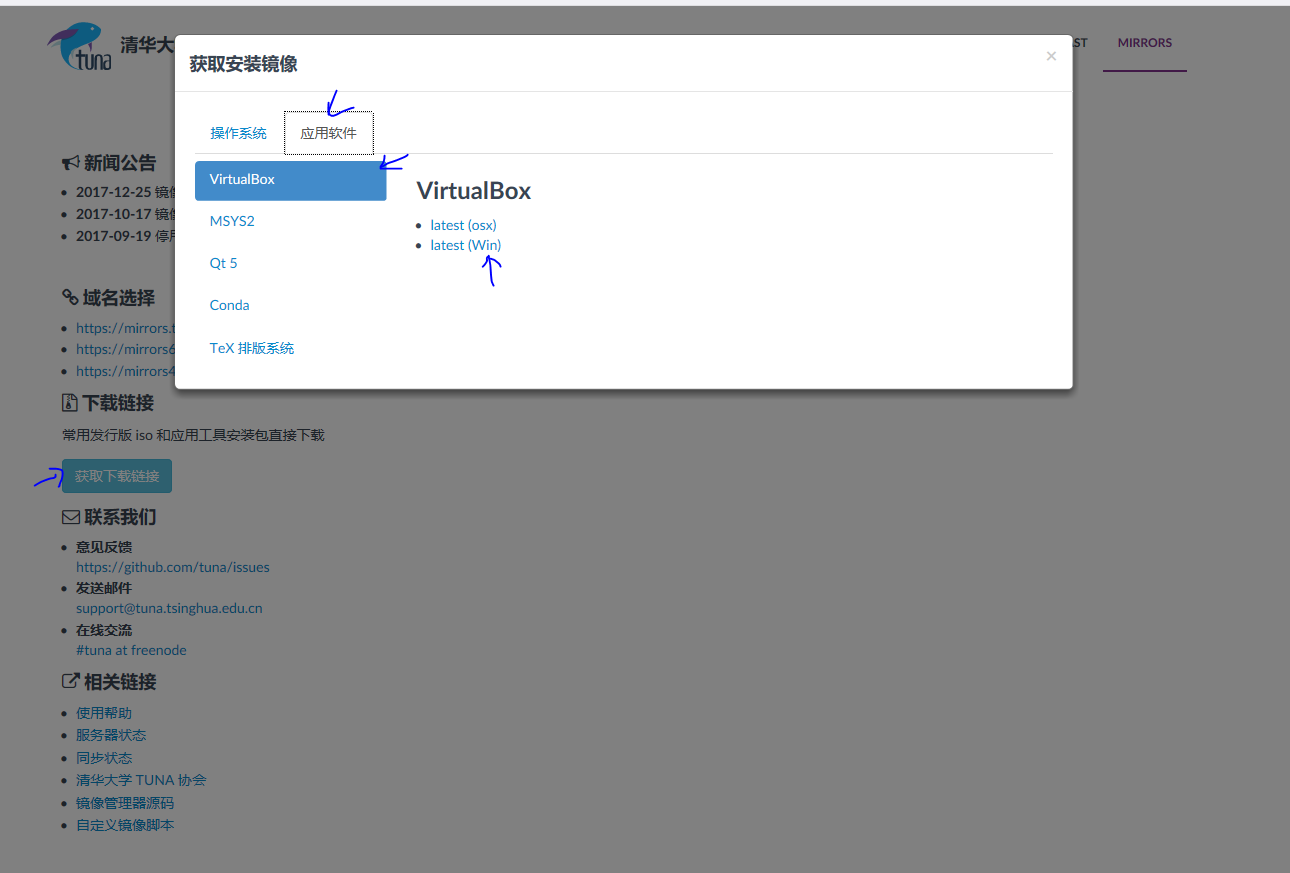 tuna
清华大
ST
MIRRORS
获取安装镜像
×
操作系统
应用软件
VirtualBox
MSYS2
Qt 5
Conda
TeX 排版系统
VirtualBox
latest (osx)
latest (Win)
新闻公告
2017-12-25 镜像
2017-10-17 镜像
2017-09-19 停用
域名选择
https://mirrors.t
https://mirrors6
https://mirrors4
下载链接
常用发行版 iso 和应用工具安装包直接下载
获取下载链接
联系我们
意见反馈
https://github.com/tuna/issues
发送邮件
support@tuna.tsinghua.edu.cn
在线交流
#tuna at freenode
相关链接
使用帮助
服务器状态
同步状态
清华大学 TUNA 协会
镜像管理器源码
自定义镜像脚本